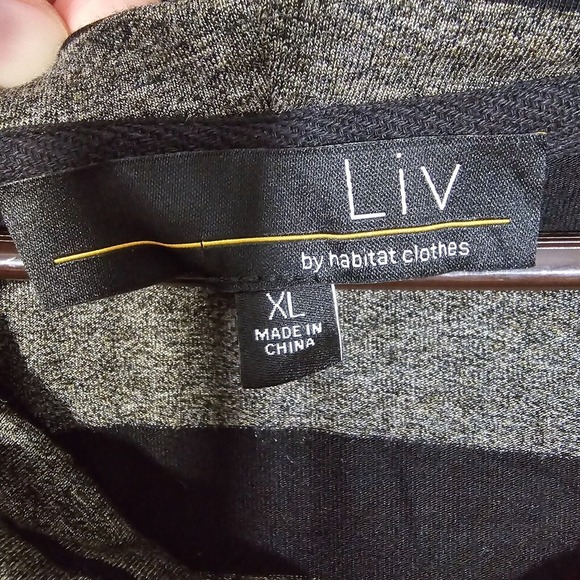 Liv
by habitat clothes
XL
MADE IN
CHINA